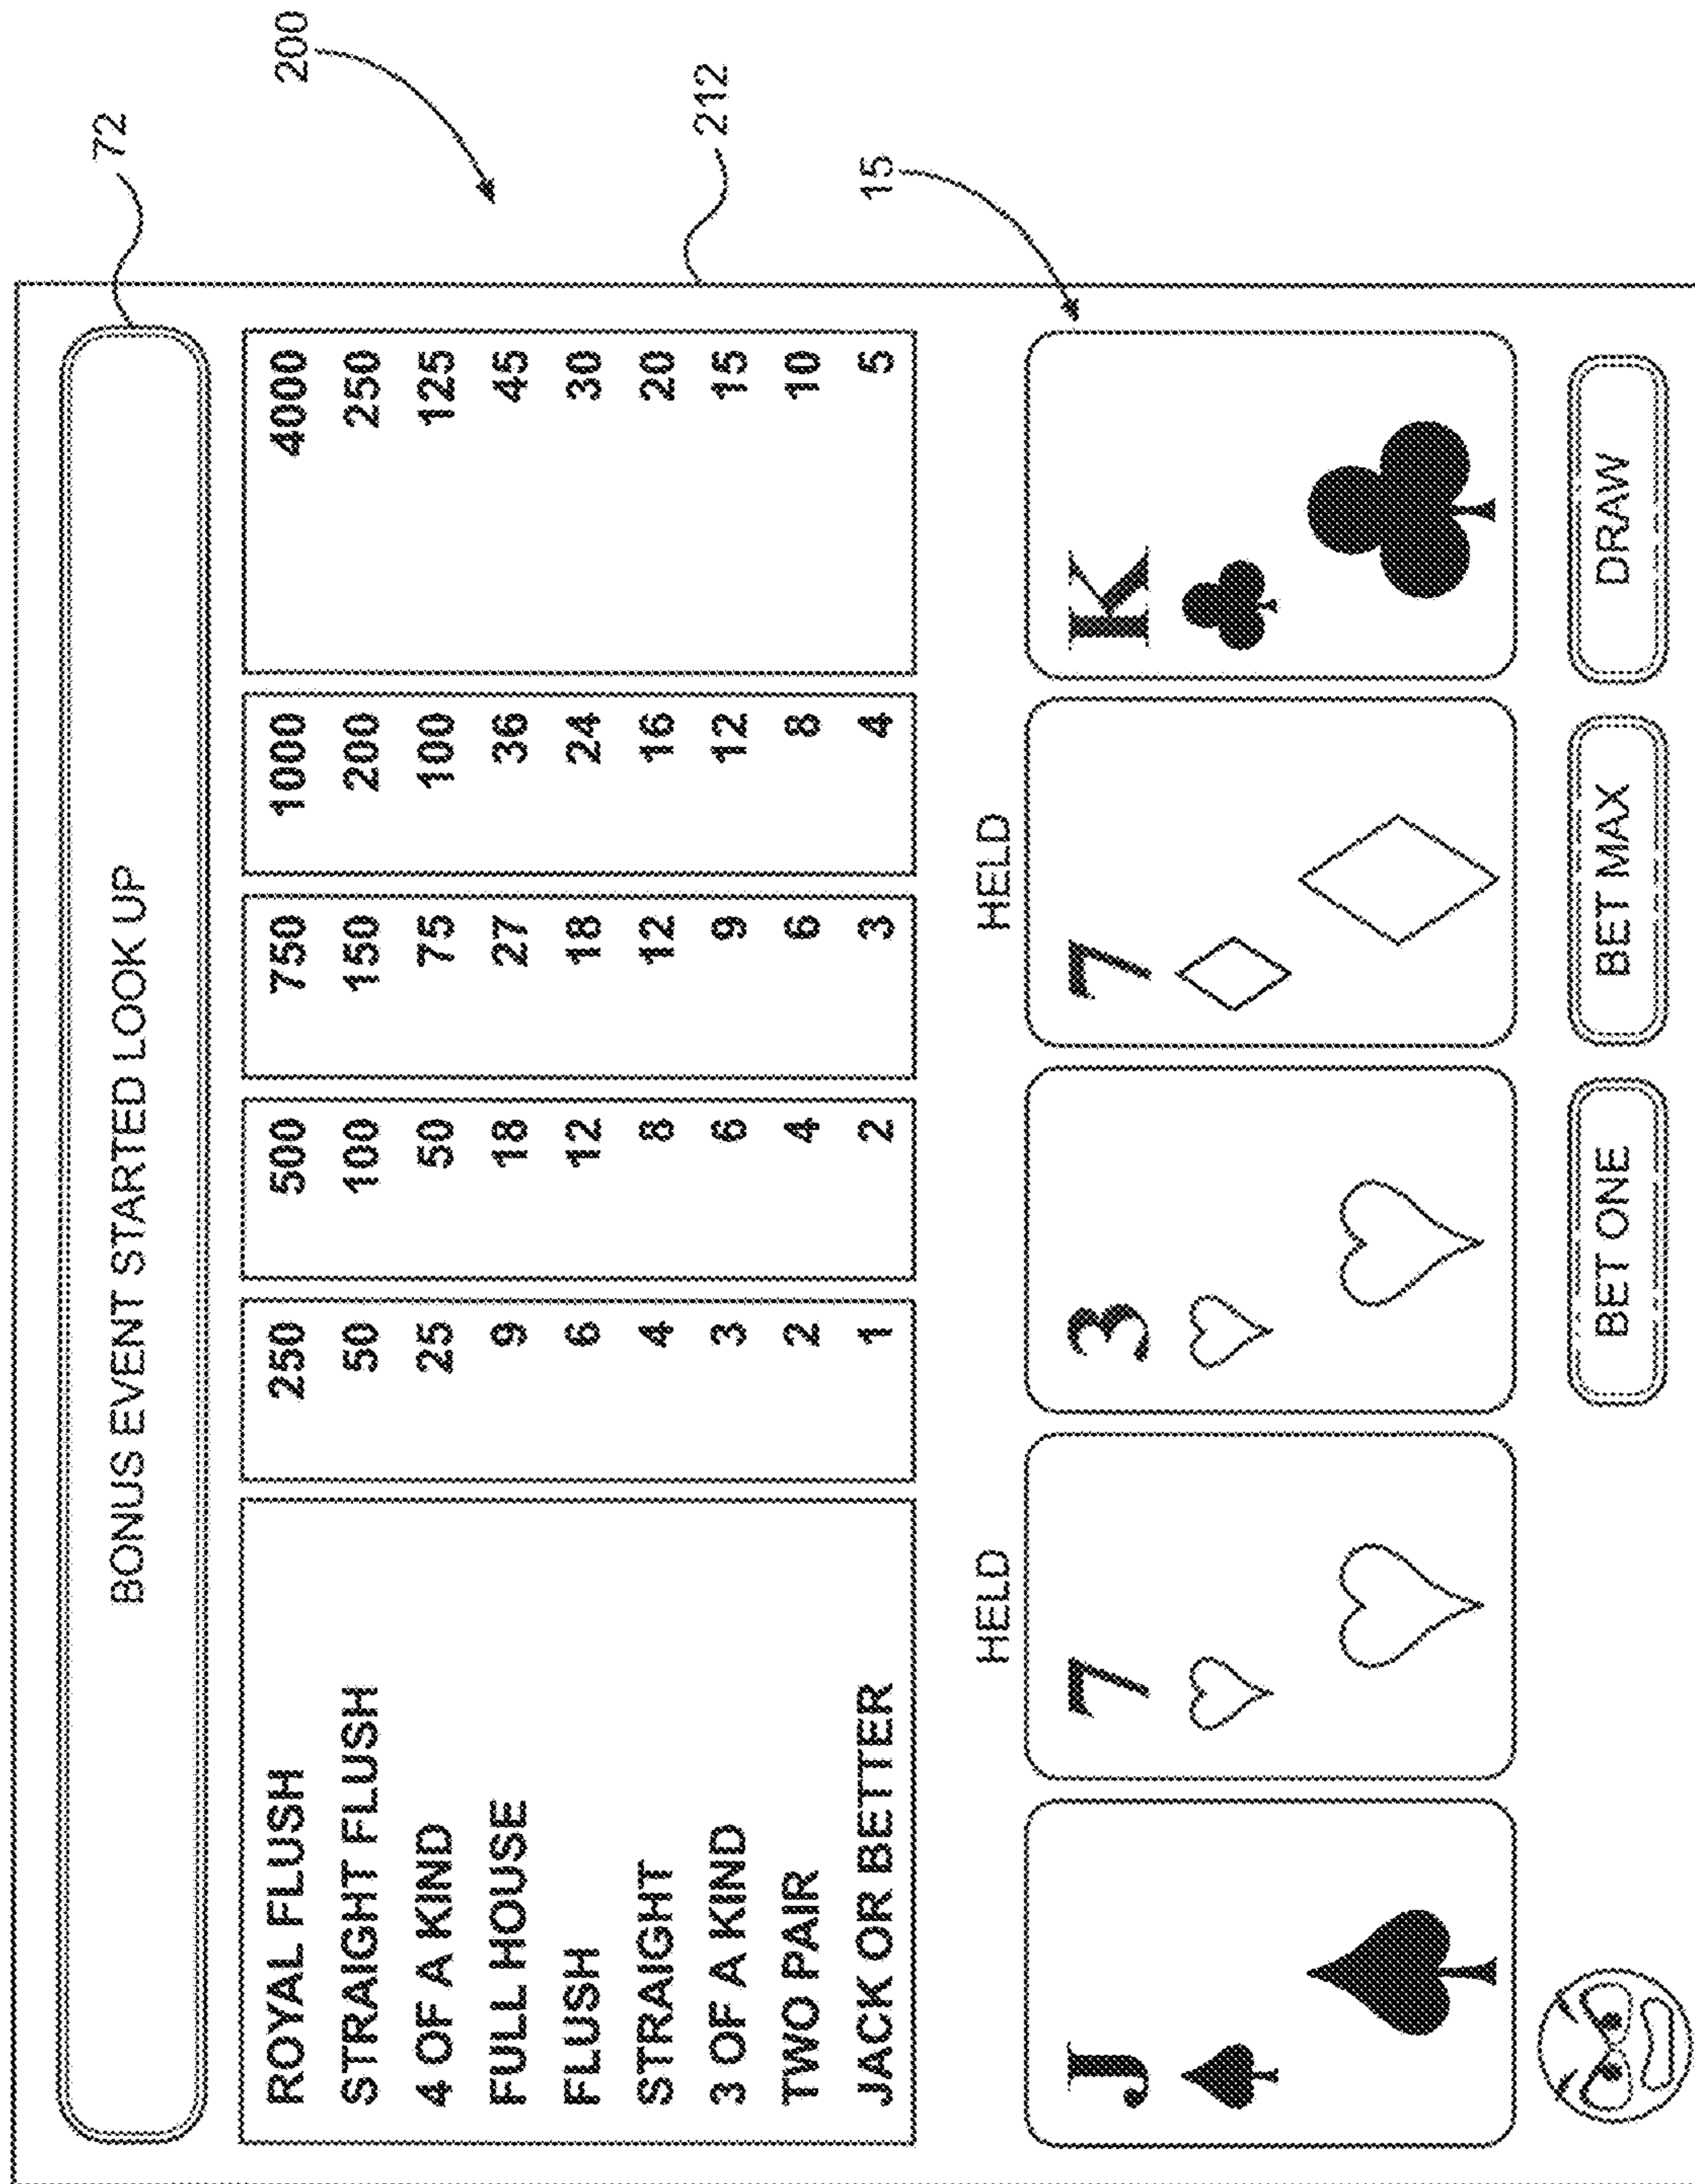 200
72
BONUS EVENT STARTED LOOK UP
212
ROYAL FLUSH 250 500 750 1000 4000
STRAIGHT FLUSH 50 100 150 200 250
4 OF A KIND 25 50 75 100 125
FULL HOUSE 9 18 27 36 45
FLUSH 6 12 18 24 30
STRAIGHT 4 8 12 16 20
3 OF A KIND 3 6 9 12 15
TWO PAIR 2 4 6 8 10
JACK OR BETTER 1 2 3 4 5
15
HELD HELD
J 7 3 7 K
BET ONE BET MAX DRAW